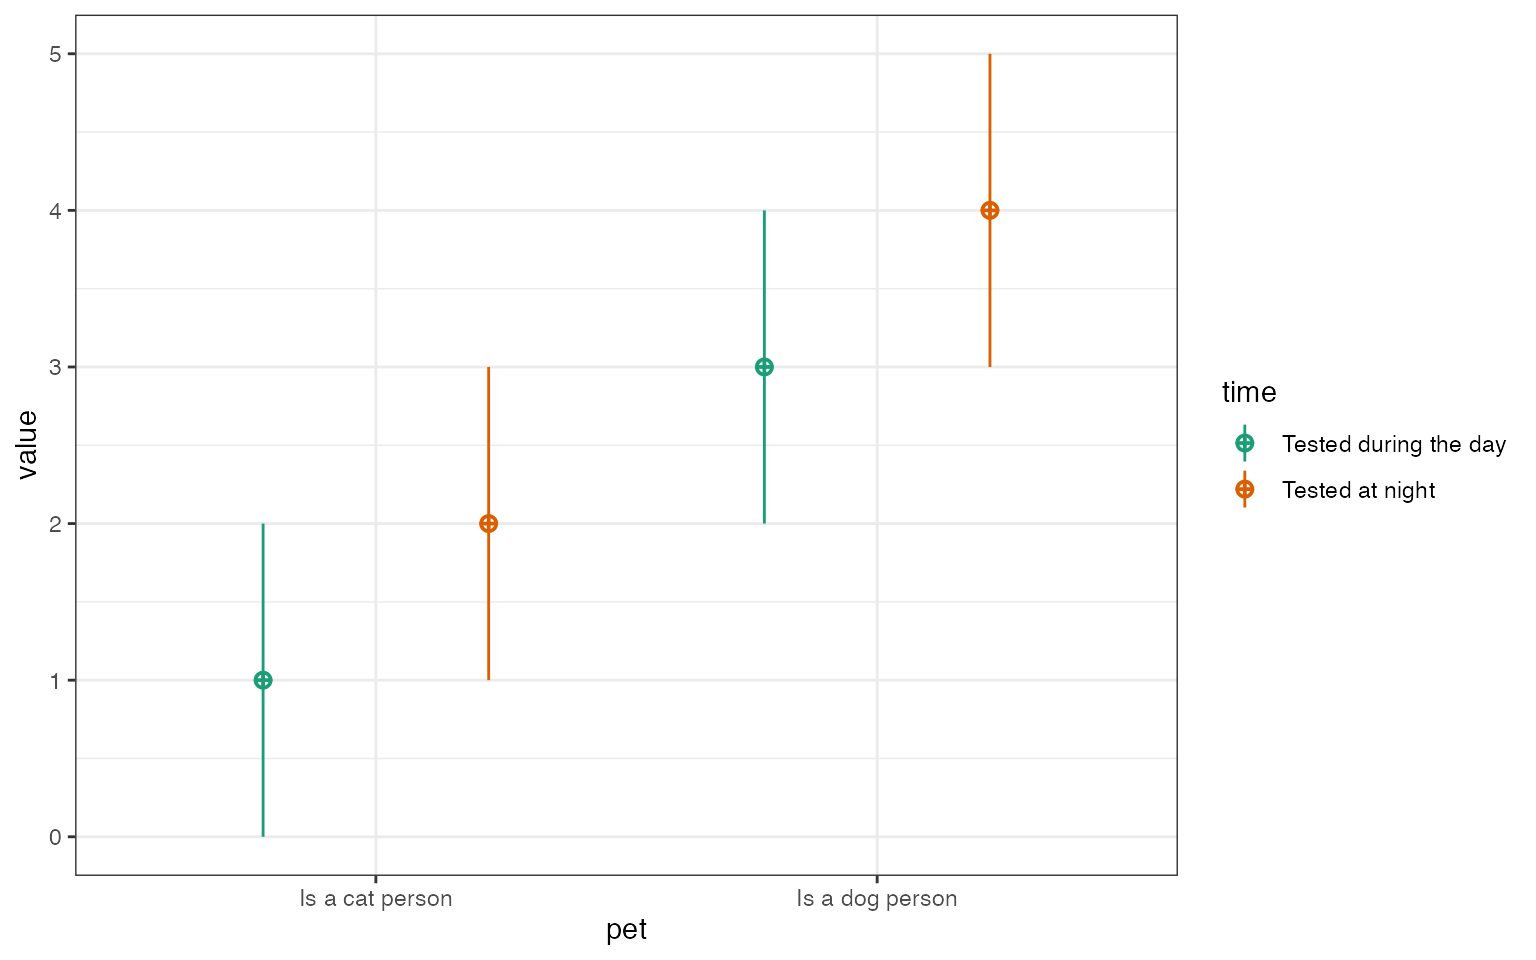 5
4
3
2
1
0
value
Is a cat person
Is a dog person
pet
time
Tested during the day
Tested at night